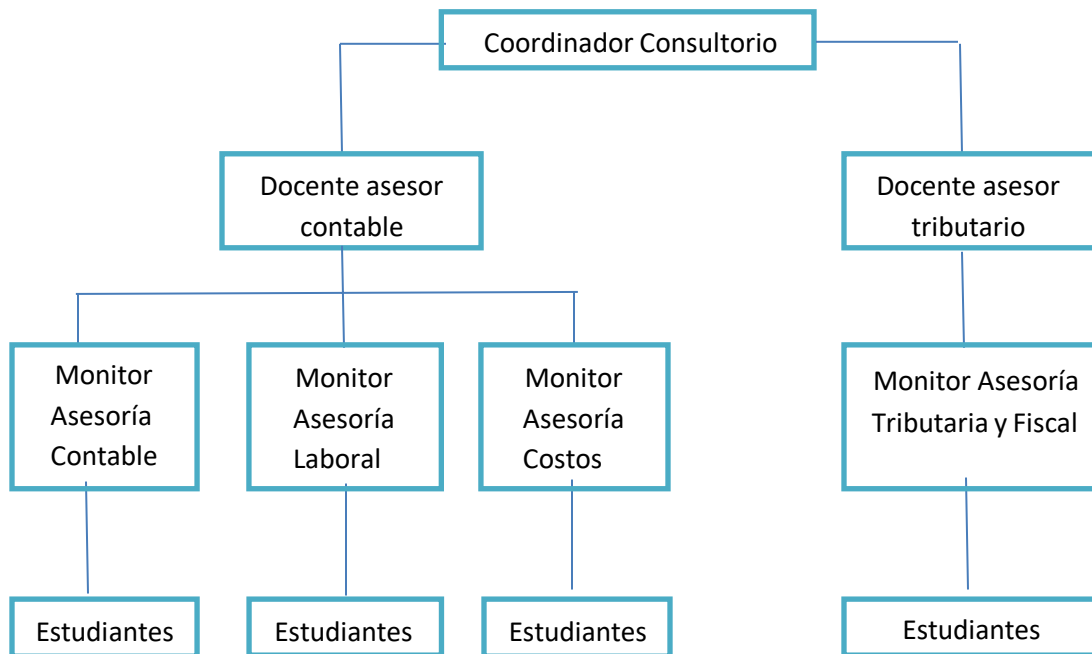 Coordinador Consultorio
Docente asesor
contable
Docente asesor
tributario
Monitor
Asesoría
Contable
Monitor
Asesoría
Laboral
Monitor
Asesoría
Costos
Monitor Asesoría
Tributaria y Fiscal
Estudiantes
Estudiantes
Estudiantes
Estudiantes